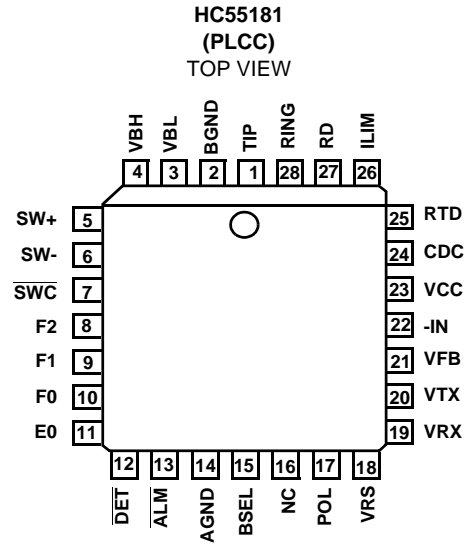 HC55181
(PLCC)
TOP VIEW
VBH VBL BGND TIP RING RD ILIM
4 3 2 1 28 27 26
SW+ 5 25 RTD
SW- 6 24 CDC
SWC 7 23 VCC
F2 8 22 -IN
F1 9 21 VFB
F0 10 20 VTX
E0 11 19 VRX
12 13 14 15 16 17 18
DET ALM AGND BSEL NC POL VRS